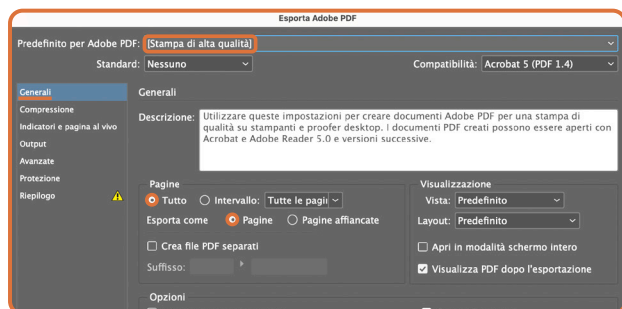 Esporta Adobe PDF
Predefinito per Adobe PDF: [Stampa di alta qualità]
Standard: Nessuno Compatibilità: Acrobat 5 (PDF 1.4)
Generali
Compressione
Indicatori e pagina al vivo
Output
Avanzate
Protezione
Riepilogo
Generali
Descrizione: Utilizzare queste impostazioni per creare documenti Adobe PDF per una stampa di
qualità su stampanti e proofer desktop. I documenti PDF creati possono essere aperti con
Acrobat e Adobe Reader 5.0 e versioni successive.
Pagine
Tutto Intervallo: Tutte le pagin
Esporta come Pagine Pagine affiancate
Crea file PDF separati
Suffisso:
Visualizzazione
Vista: Predefinito
Layout: Predefinito
Apri in modalità schermo intero
Visualizza PDF dopo l'esportazione
Opzioni